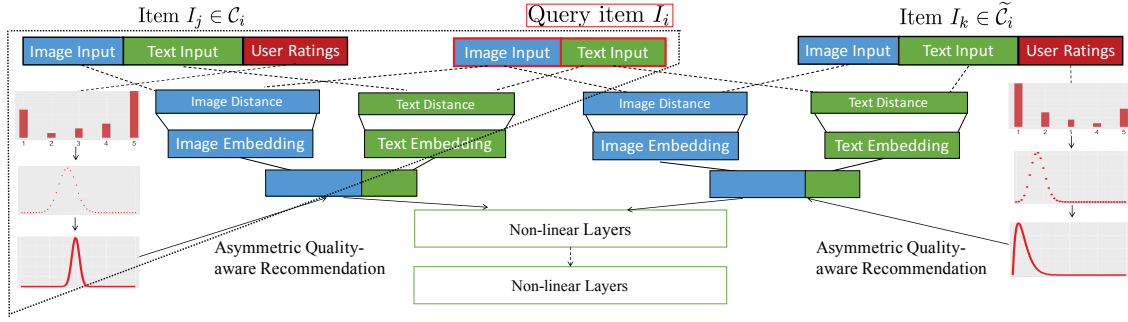 Item $I_j \in \mathcal{C}_i$
Query item $I_i$
Item $I_k \in \widetilde{\mathcal{C}}_i$
Image Input Text Input User Ratings
Image Input Text Input
Image Input Text Input User Ratings
Image Distance
Text Distance
Image Distance
Text Distance
1 2 3 4 5
1 2 3 4 5
Image Embedding
Text Embedding
Image Embedding
Text Embedding
Non-linear Layers
Asymmetric Quality-
aware Recommendation
Asymmetric Quality-
aware Recommendation
Non-linear Layers